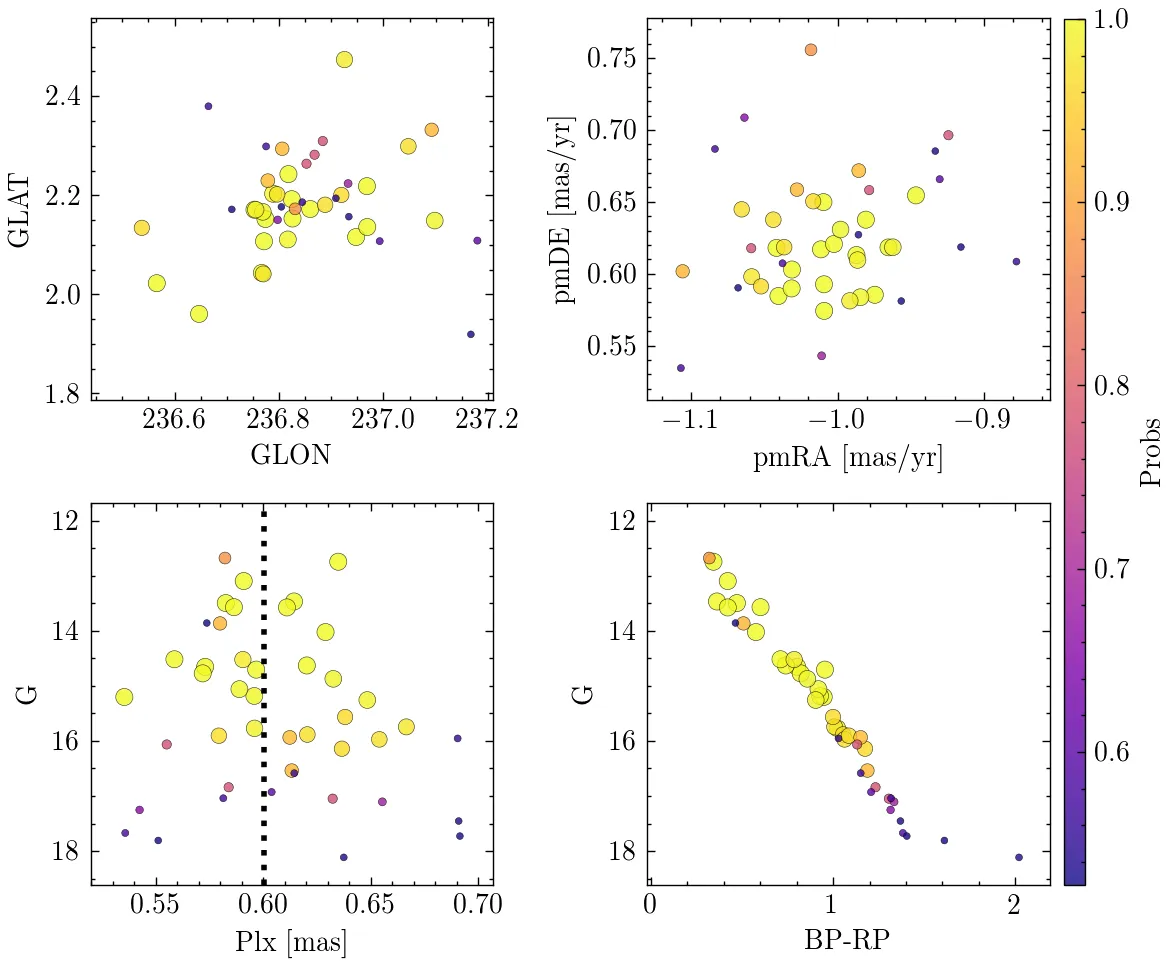 2.4
2.2
2.0
1.8
GLAT
236.6 236.8 237.0 237.2
GLON
0.75
0.70
0.65
0.60
0.55
pmDE [mas/yr]
−1.1 −1.0 −0.9
pmRA [mas/yr]
1.0
0.9
0.8
0.7
0.6
Probs
12
14
16
18
G
0.55 0.60 0.65 0.70
Plx [mas]
12
14
16
18
G
0 1 2
BP-RP